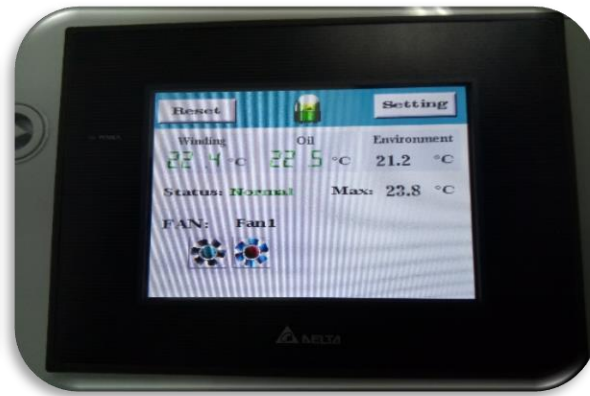 Reset Setting
Winding Oil Environment
22.4 °C 22.5 °C 21.2 °C
Status: Normal Max: 23.8 °C
FAN: Fan1
DELTA